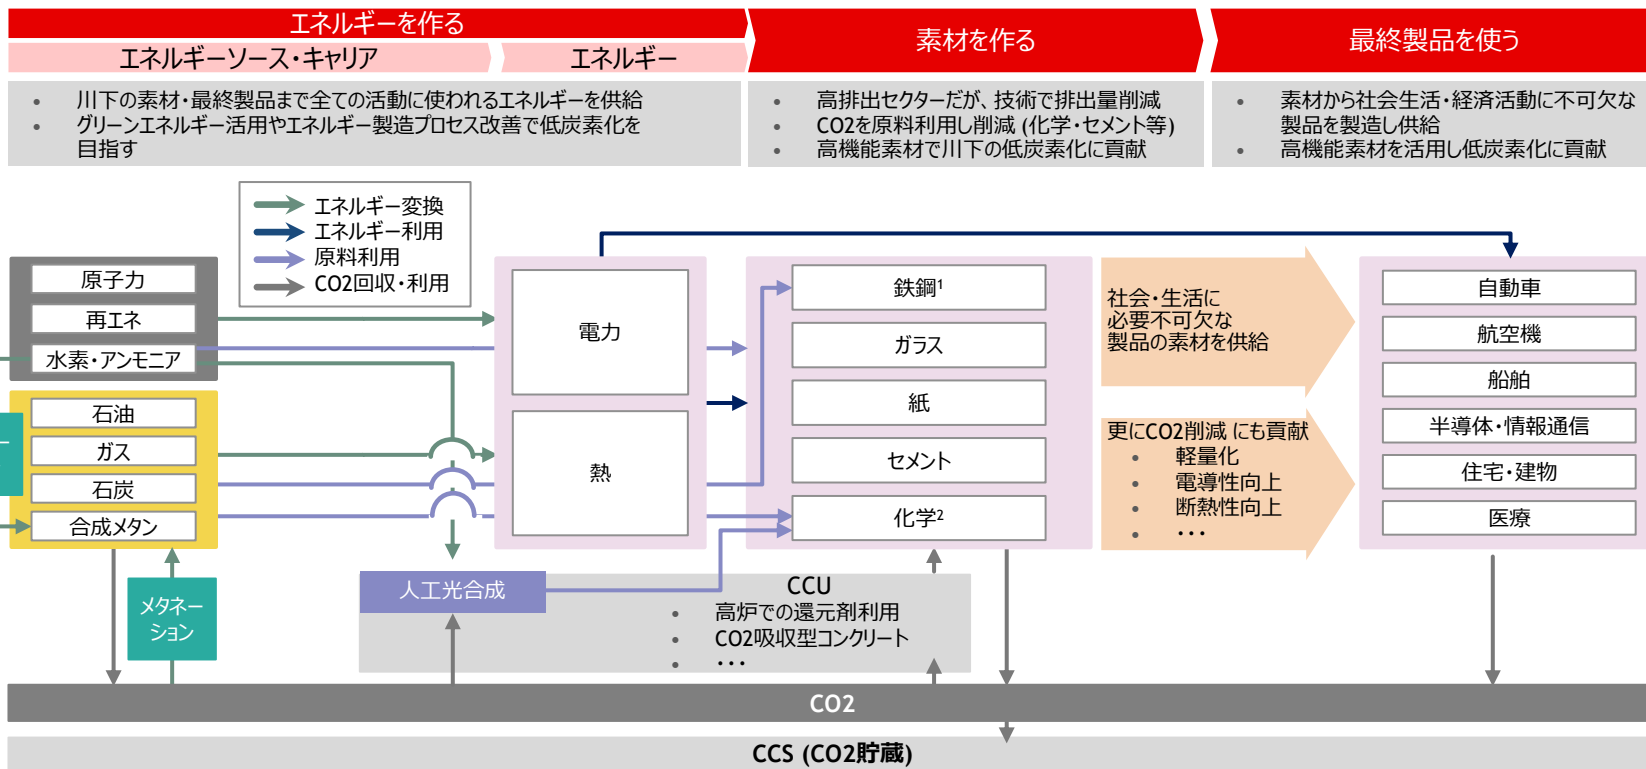 エネルギーを作る
エネルギーソース・キャリア
エネルギー
素材を作る
最終製品を使う
• 川下の素材・最終製品まで全ての活動に使われるエネルギーを供給
• グリーンエネルギー活用やエネルギー製造プロセス改善で低炭素化を
目指す
• 高排出セクターだが、技術で排出量削減
• CO2を原料利用し削減 (化学・セメント等)
• 高機能素材で川下の低炭素化に貢献
• 素材から社会生活・経済活動に不可欠な
製品を製造し供給
• 高機能素材を活用し低炭素化に貢献
エネルギー変換
エネルギー利用
原料利用
CO2回収・利用
原子力
再エネ
水素・アンモニア
石油
ガス
石炭
合成メタン
ー
メタネー
ション
電力
熱
人工光合成
鉄鋼¹
ガラス
紙
セメント
化学²
CCU
• 高炉での還元剤利用
• CO2吸収型コンクリート
• ・・・
社会・生活に
必要不可欠な
製品の素材を供給
更にCO2削減 にも貢献
• 軽量化
• 電導性向上
• 断熱性向上
• ・・・
自動車
航空機
船舶
半導体・情報通信
住宅・建物
医療
CO2
CCS (CO2貯蔵)